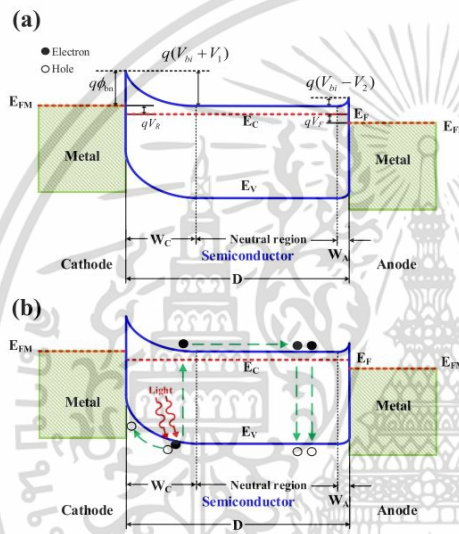 (a)
● Electron
○ Hole
qϕ_bn
q(V_bi + V_1)
q(V_bi − V_2)
E_FM
qV_R
E_C
qV_F
E_F
E_FM
Metal
E_V
Metal
W_C
Neutral region
W_A
Cathode
Semiconductor
Anode
D
(b)
E_FM
E_C
E_F
E_FM
Metal
Light
E_V
Metal
W_C
Neutral region
W_A
Cathode
Semiconductor
Anode
D